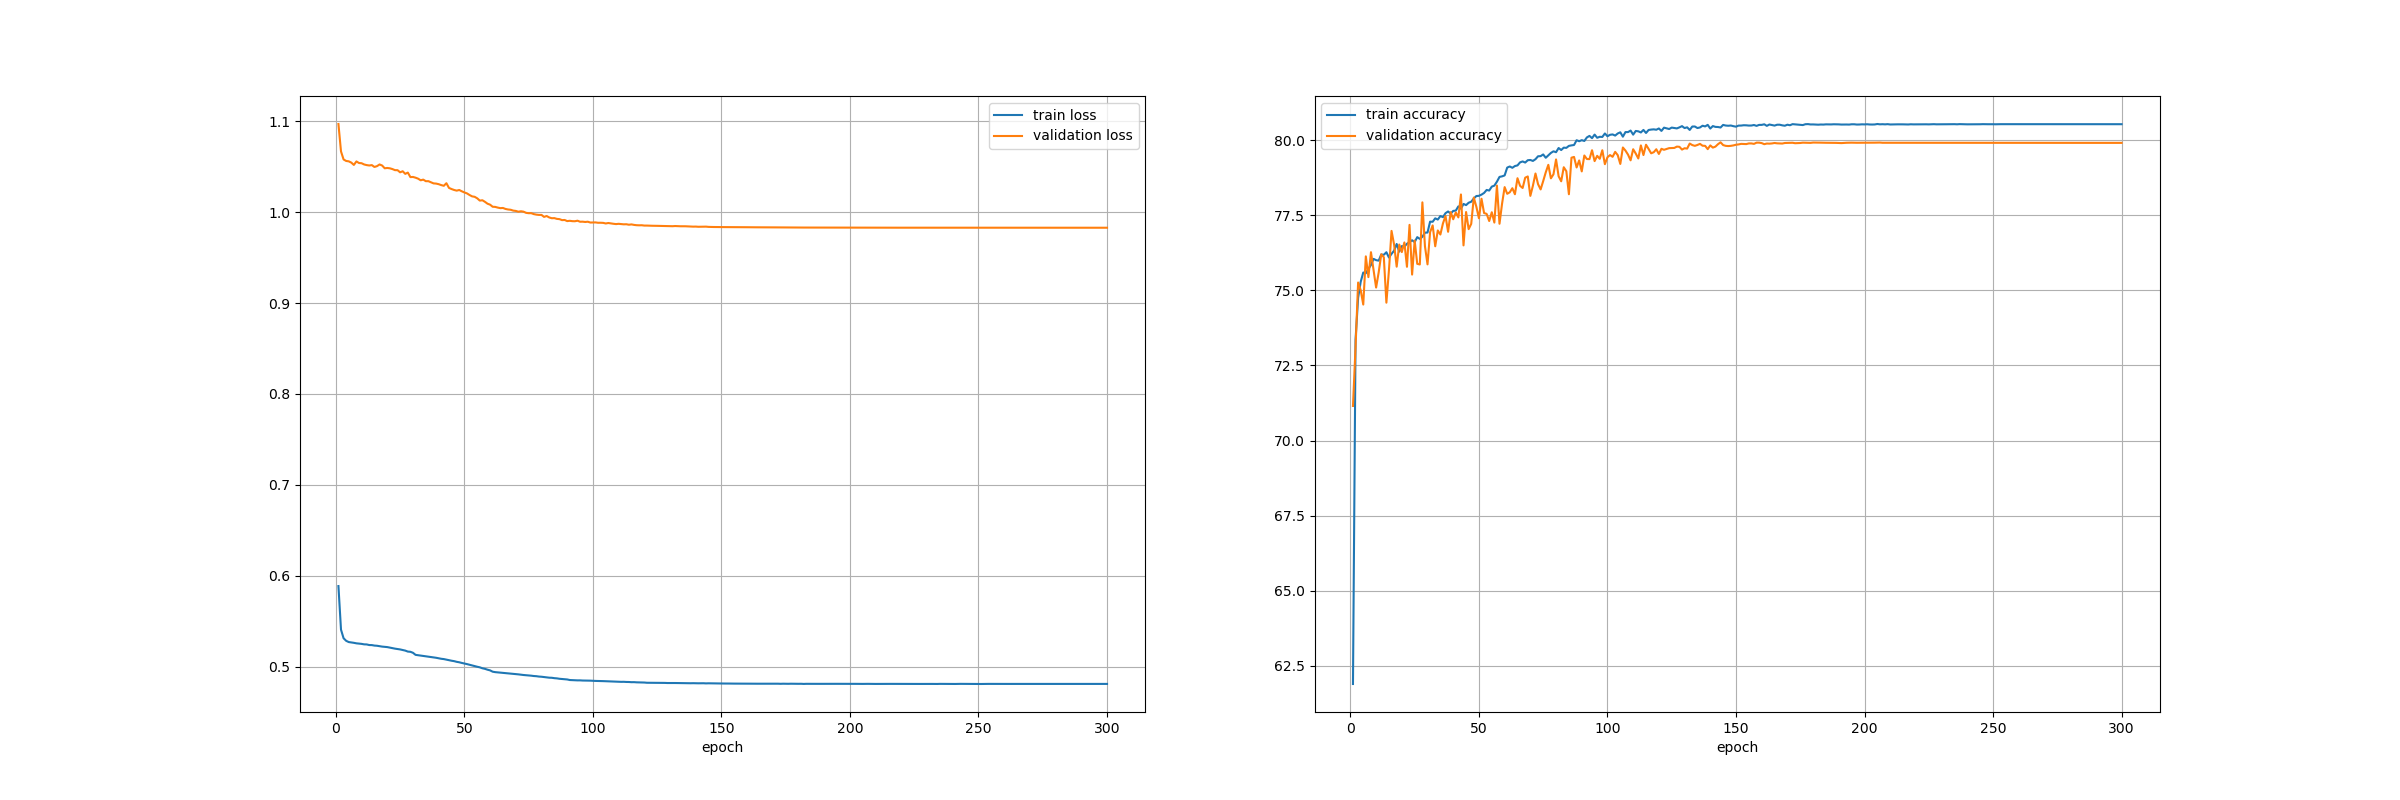 train loss
validation loss
1.1
1.0
0.9
0.8
0.7
0.6
0.5
0 50 100 150 200 250 300
epoch
train accuracy
validation accuracy
80.0
77.5
75.0
72.5
70.0
67.5
65.0
62.5
0 50 100 150 200 250 300
epoch